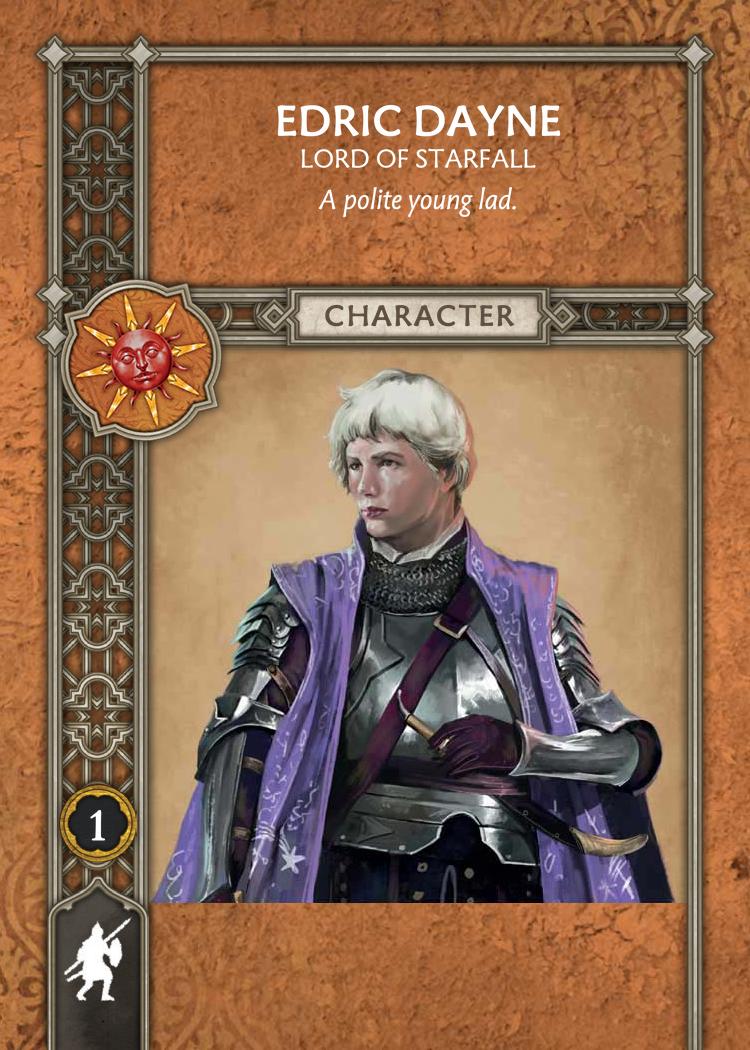 EDRIC DAYNE
LORD OF STARFALL
A polite young lad.
CHARACTER
1